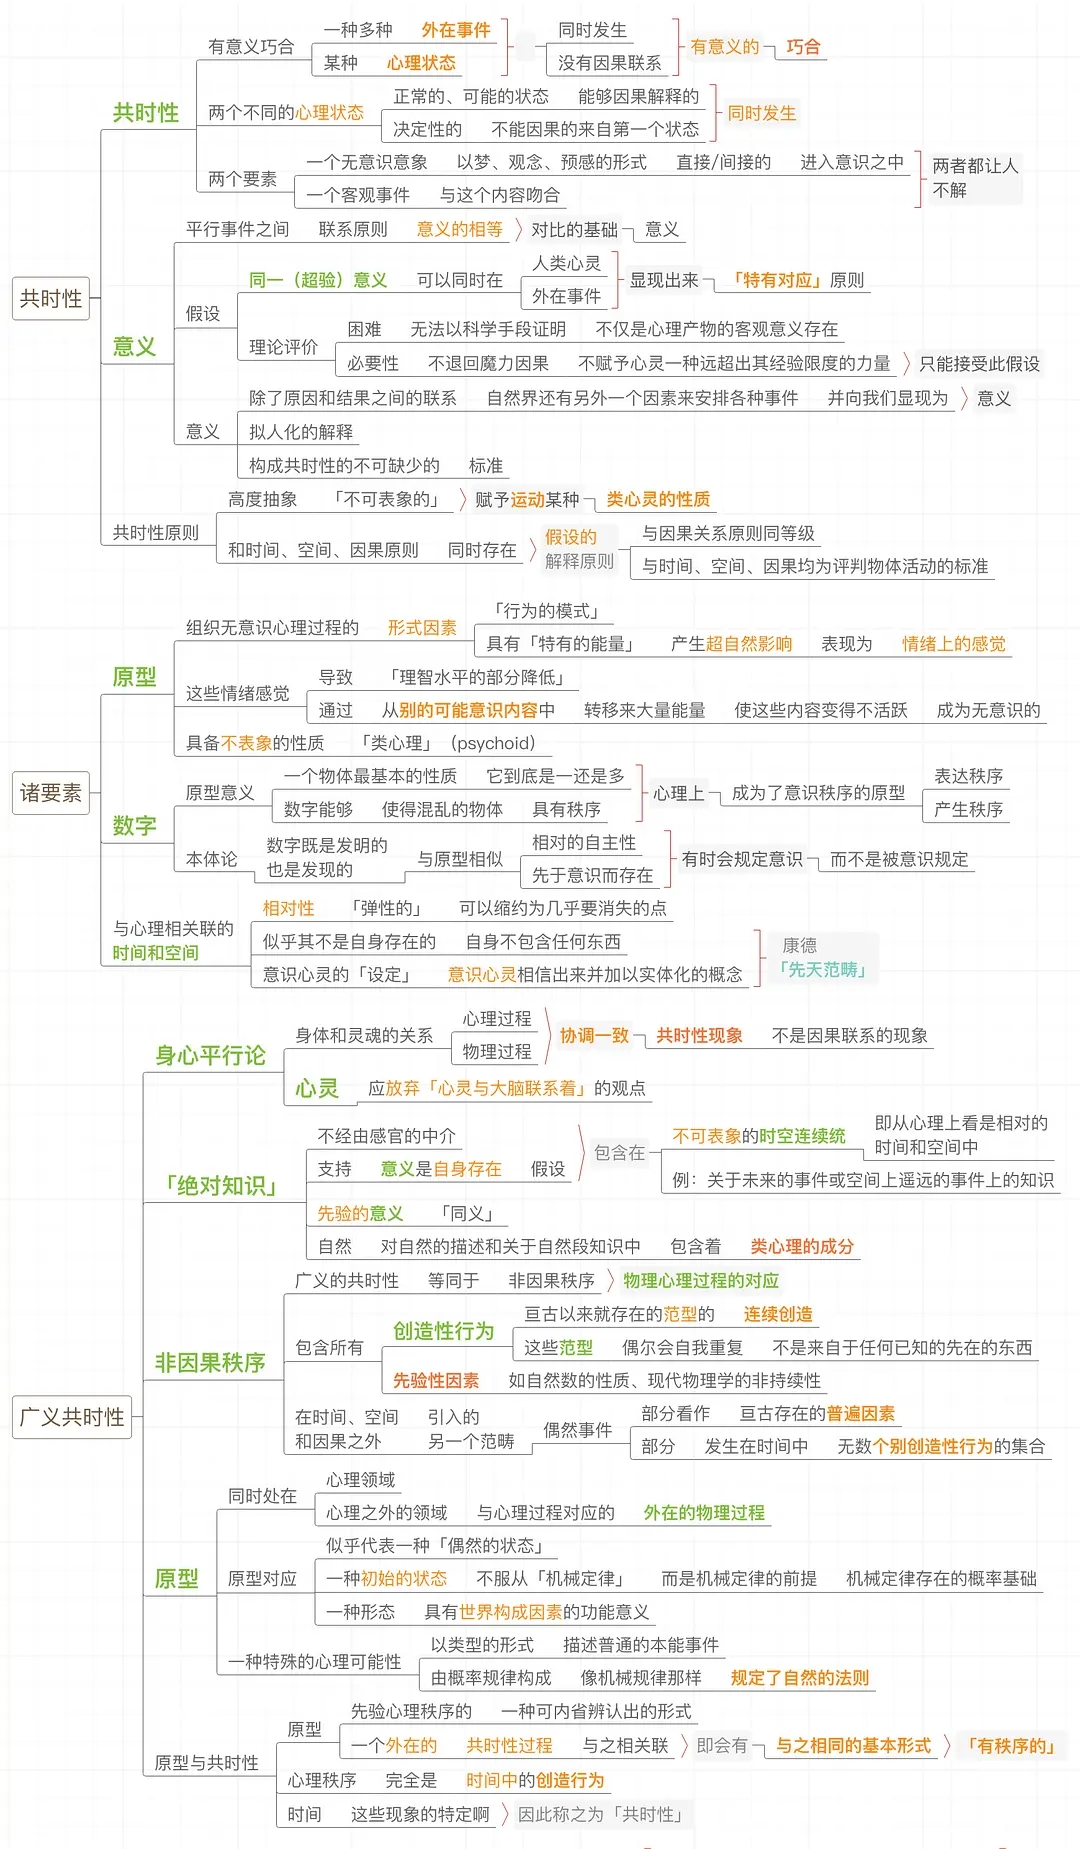 共时性
共时性
有意义巧合
一种多种 外在事件
某种 心理状态
同时发生
没有因果联系
有意义的
巧合
两个不同的心理状态
正常的、可能的状态 能够因果解释的
决定性的 不能因果的来自第一个状态
同时发生
两个要素
一个无意识意象 以梦、观念、预感的形式 直接/间接的 进入意识之中
一个客观事件 与这个内容吻合
两者都让人
不解
意义
平行事件之间 联系原则 意义的相等
对比的基础
意义
假设
同一（超验）意义 可以同时在
人类心灵
外在事件
显现出来
「特有对应」原则
理论评价
困难 无法以科学手段证明 不仅是心理产物的客观意义存在
必要性 不退回魔力因果 不赋予心灵一种远超出其经验限度的力量
只能接受此假设
意义
除了原因和结果之间的联系 自然界还有另外一个因素来安排各种事件 并向我们显现为
意义
拟人化的解释
构成共时性的不可缺少的 标准
共时性原则
高度抽象 「不可表象的」
赋予运动某种
类心灵的性质
和时间、空间、因果原则 同时存在
假设的
解释原则
与因果关系原则同等级
与时间、空间、因果均为评判物体活动的标准
诸要素
原型
组织无意识心理过程的 形式因素
「行为的模式」
具有「特有的能量」 产生超自然影响 表现为 情绪上的感觉
这些情绪感觉
导致 「理智水平的部分降低」
通过 从别的可能意识内容中 转移来大量能量 使这些内容变得不活跃 成为无意识的
具备不表象的性质 「类心理」（psychoid）
数字
原型意义
一个物体最基本的性质 它到底是一还是多
数字能够 使得混乱的物体 具有秩序
心理上
成为了意识秩序的原型
表达秩序
产生秩序
本体论
数字既是发明的
也是发现的
与原型相似
相对的自主性
先于意识而存在
有时会规定意识
而不是被意识规定
与心理相关联的
时间和空间
相对性 「弹性的」 可以缩约为几乎要消失的点
似乎其不是自身存在的 自身不包含任何东西
意识心灵的「设定」 意识心灵相信出来并加以实体化的概念
康德
「先天范畴」
广义共时性
身心平行论
身体和灵魂的关系
心理过程
物理过程
协调一致
共时性现象 不是因果联系的现象
心灵
应放弃「心灵与大脑联系着」的观点
「绝对知识」
不经由感官的中介
支持 意义是自身存在 假设
包含在
不可表象的时空连续统
即从心理上看是相对的
时间和空间中
例：关于未来的事件或空间上遥远的事件上的知识
先验的意义 「同义」
自然 对自然的描述和关于自然段知识中 包含着 类心理的成分
非因果秩序
广义的共时性 等同于 非因果秩序
物理心理过程的对应
包含所有
创造性行为
亘古以来就存在的范型的 连续创造
这些范型 偶尔会自我重复 不是来自于任何已知的先在的东西
先验性因素 如自然数的性质、现代物理学的非持续性
在时间、空间 引入的
和因果之外 另一个范畴
偶然事件
部分看作 亘古存在的普遍因素
部分 发生在时间中 无数个别创造性行为的集合
原型
同时处在
心理领域
心理之外的领域 与心理过程对应的 外在的物理过程
原型对应
似乎代表一种「偶然的状态」
一种初始的状态 不服从「机械定律」 而是机械定律的前提 机械定律存在的概率基础
一种形态 具有世界构成因素的功能意义
一种特殊的心理可能性
以类型的形式 描述普通的本能事件
由概率规律构成 像机械规律那样 规定了自然的法则
原型与共时性
原型
先验心理秩序的 一种可内省辨认出的形式
一个外在的 共时性过程 与之相关联
即会有
与之相同的基本形式
「有秩序的」
心理秩序 完全是 时间中的创造行为
时间 这些现象的特定啊
因此称之为「共时性」